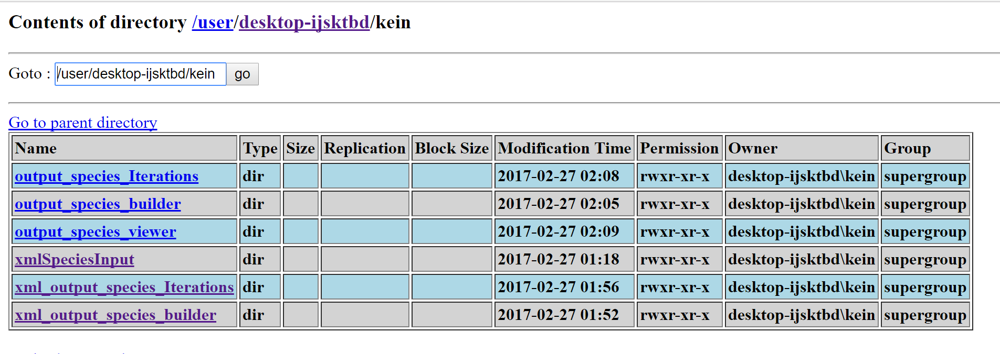 Contents of directory /user/desktop-ijsktbd/kein
Goto : /user/desktop-ijsktbd/kein go
Go to parent directory
Name Type Size Replication Block Size Modification Time Permission Owner Group
output_species_Iterations dir 2017-02-27 02:08 rwxr-xr-x desktop-ijsktbd\kein supergroup
output_species_builder dir 2017-02-27 02:05 rwxr-xr-x desktop-ijsktbd\kein supergroup
output_species_viewer dir 2017-02-27 02:09 rwxr-xr-x desktop-ijsktbd\kein supergroup
xmlSpeciesInput dir 2017-02-27 01:18 rwxr-xr-x desktop-ijsktbd\kein supergroup
xml_output_species_Iterations dir 2017-02-27 01:56 rwxr-xr-x desktop-ijsktbd\kein supergroup
xml_output_species_builder dir 2017-02-27 01:52 rwxr-xr-x desktop-ijsktbd\kein supergroup